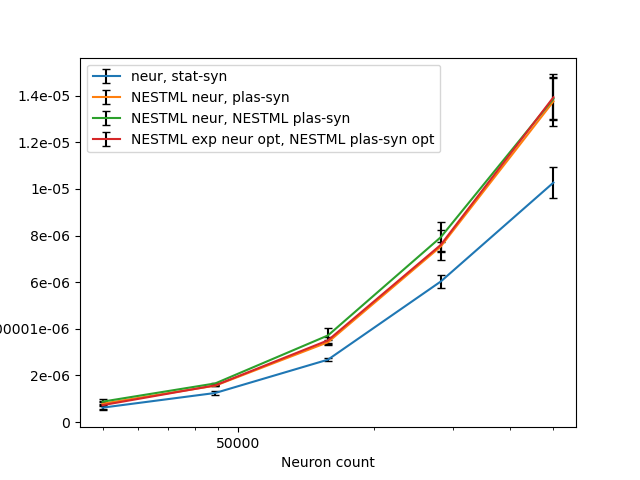 neur, stat-syn
NESTML neur, plas-syn
NESTML neur, NESTML plas-syn
NESTML exp neur opt, NESTML plas-syn opt
1.4e-05
1.2e-05
1e-05
8e-06
6e-06
00001e-06
2e-06
0
50000
Neuron count